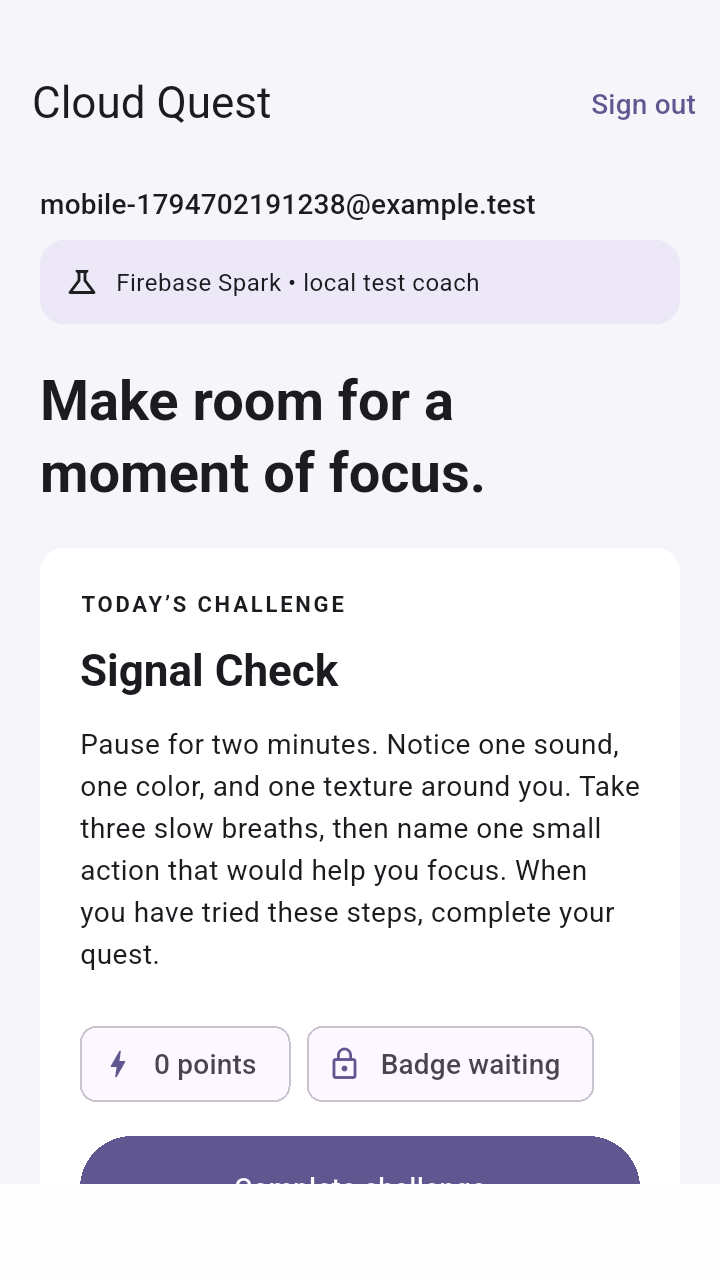 Cloud Quest
Sign out
mobile-1794702191238@example.test
Firebase Spark • local test coach
Make room for a
moment of focus.
TODAY’S CHALLENGE
Signal Check
Pause for two minutes. Notice one sound,
one color, and one texture around you. Take
three slow breaths, then name one small
action that would help you focus. When
you have tried these steps, complete your
quest.
0 points
Badge waiting
Complete challenge